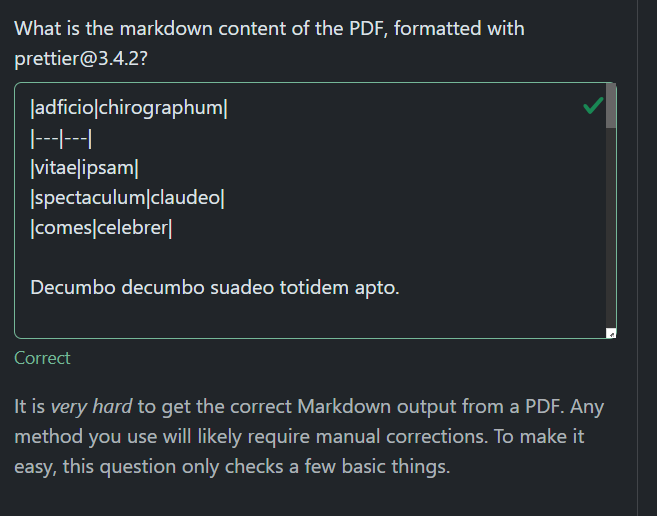 What is the markdown content of the PDF, formatted with
prettier@3.4.2?
|adficio|chirographum|
|---|---|
|vitae|ipsam|
|spectaculum|claudeo|
|comes|celebrer|
Decumbo decumbo suadeo totidem apto.
Correct
It is very hard to get the correct Markdown output from a PDF. Any
method you use will likely require manual corrections. To make it
easy, this question only checks a few basic things.